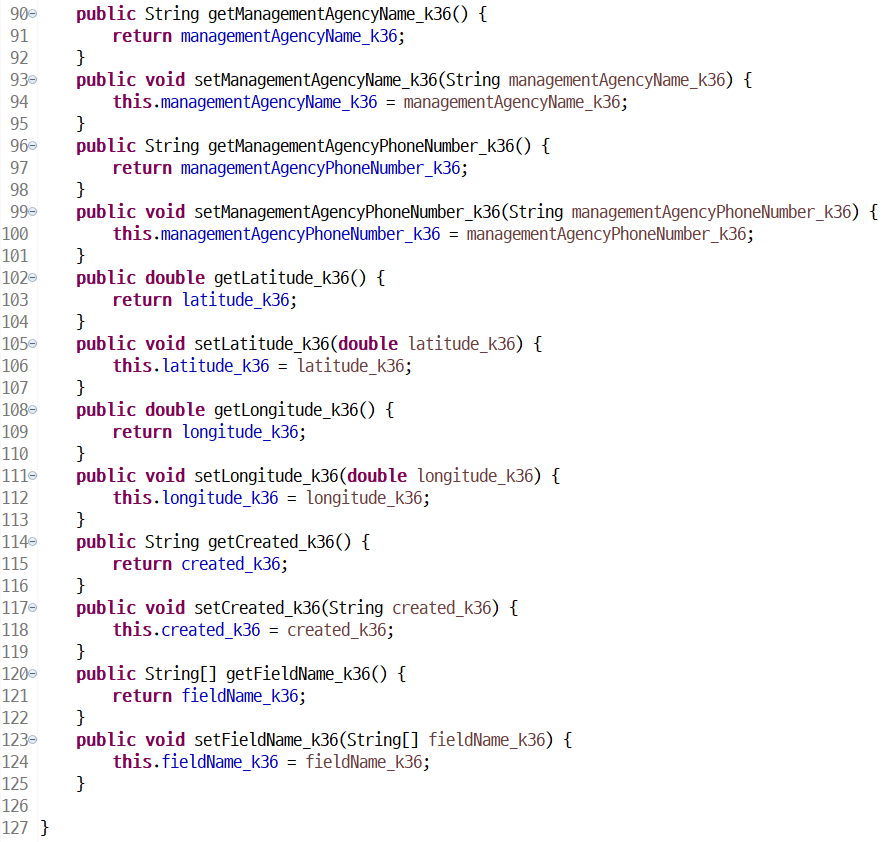 90 public String getManagementAgencyName_k36() {
91 return managementAgencyName_k36;
92 }
93 public void setManagementAgencyName_k36(String managementAgencyName_k36) {
94 this.managementAgencyName_k36 = managementAgencyName_k36;
95 }
96 public String getManagementAgencyPhoneNumber_k36() {
97 return managementAgencyPhoneNumber_k36;
98 }
99 public void setManagementAgencyPhoneNumber_k36(String managementAgencyPhoneNumber_k36) {
100 this.managementAgencyPhoneNumber_k36 = managementAgencyPhoneNumber_k36;
101 }
102 public double getLatitude_k36() {
103 return latitude_k36;
104 }
105 public void setLatitude_k36(double latitude_k36) {
106 this.latitude_k36 = latitude_k36;
107 }
108 public double getLongitude_k36() {
109 return longitude_k36;
110 }
111 public void setLongitude_k36(double longitude_k36) {
112 this.longitude_k36 = longitude_k36;
113 }
114 public String getCreated_k36() {
115 return created_k36;
116 }
117 public void setCreated_k36(String created_k36) {
118 this.created_k36 = created_k36;
119 }
120 public String[] getFieldName_k36() {
121 return fieldName_k36;
122 }
123 public void setFieldName_k36(String[] fieldName_k36) {
124 this.fieldName_k36 = fieldName_k36;
125 }
126
127 }